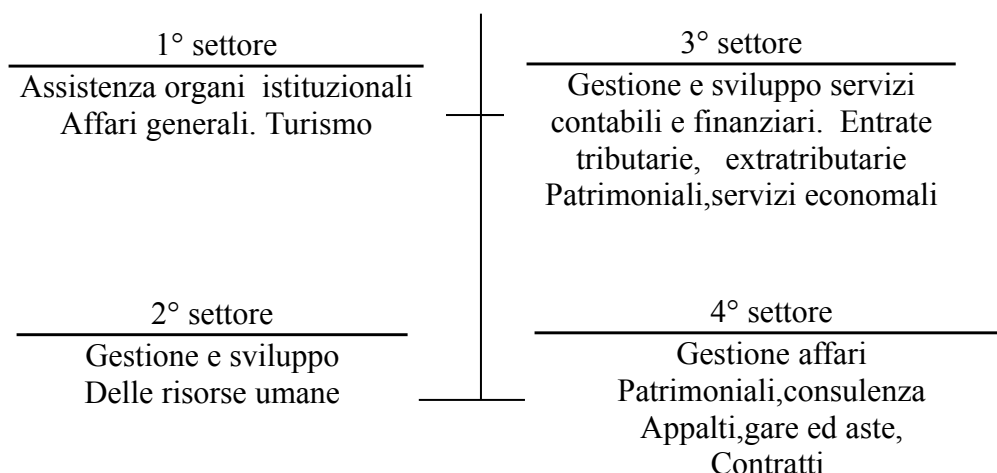 1° settore
Assistenza organi istituzionali
Affari generali. Turismo
2° settore
Gestione e sviluppo
Delle risorse umane
3° settore
Gestione e sviluppo servizi
contabili e finanziari. Entrate
tributarie, extratributarie
Patrimoniali,servizi economali
4° settore
Gestione affari
Patrimoniali,consulenza
Appalti,gare ed aste,
Contratti